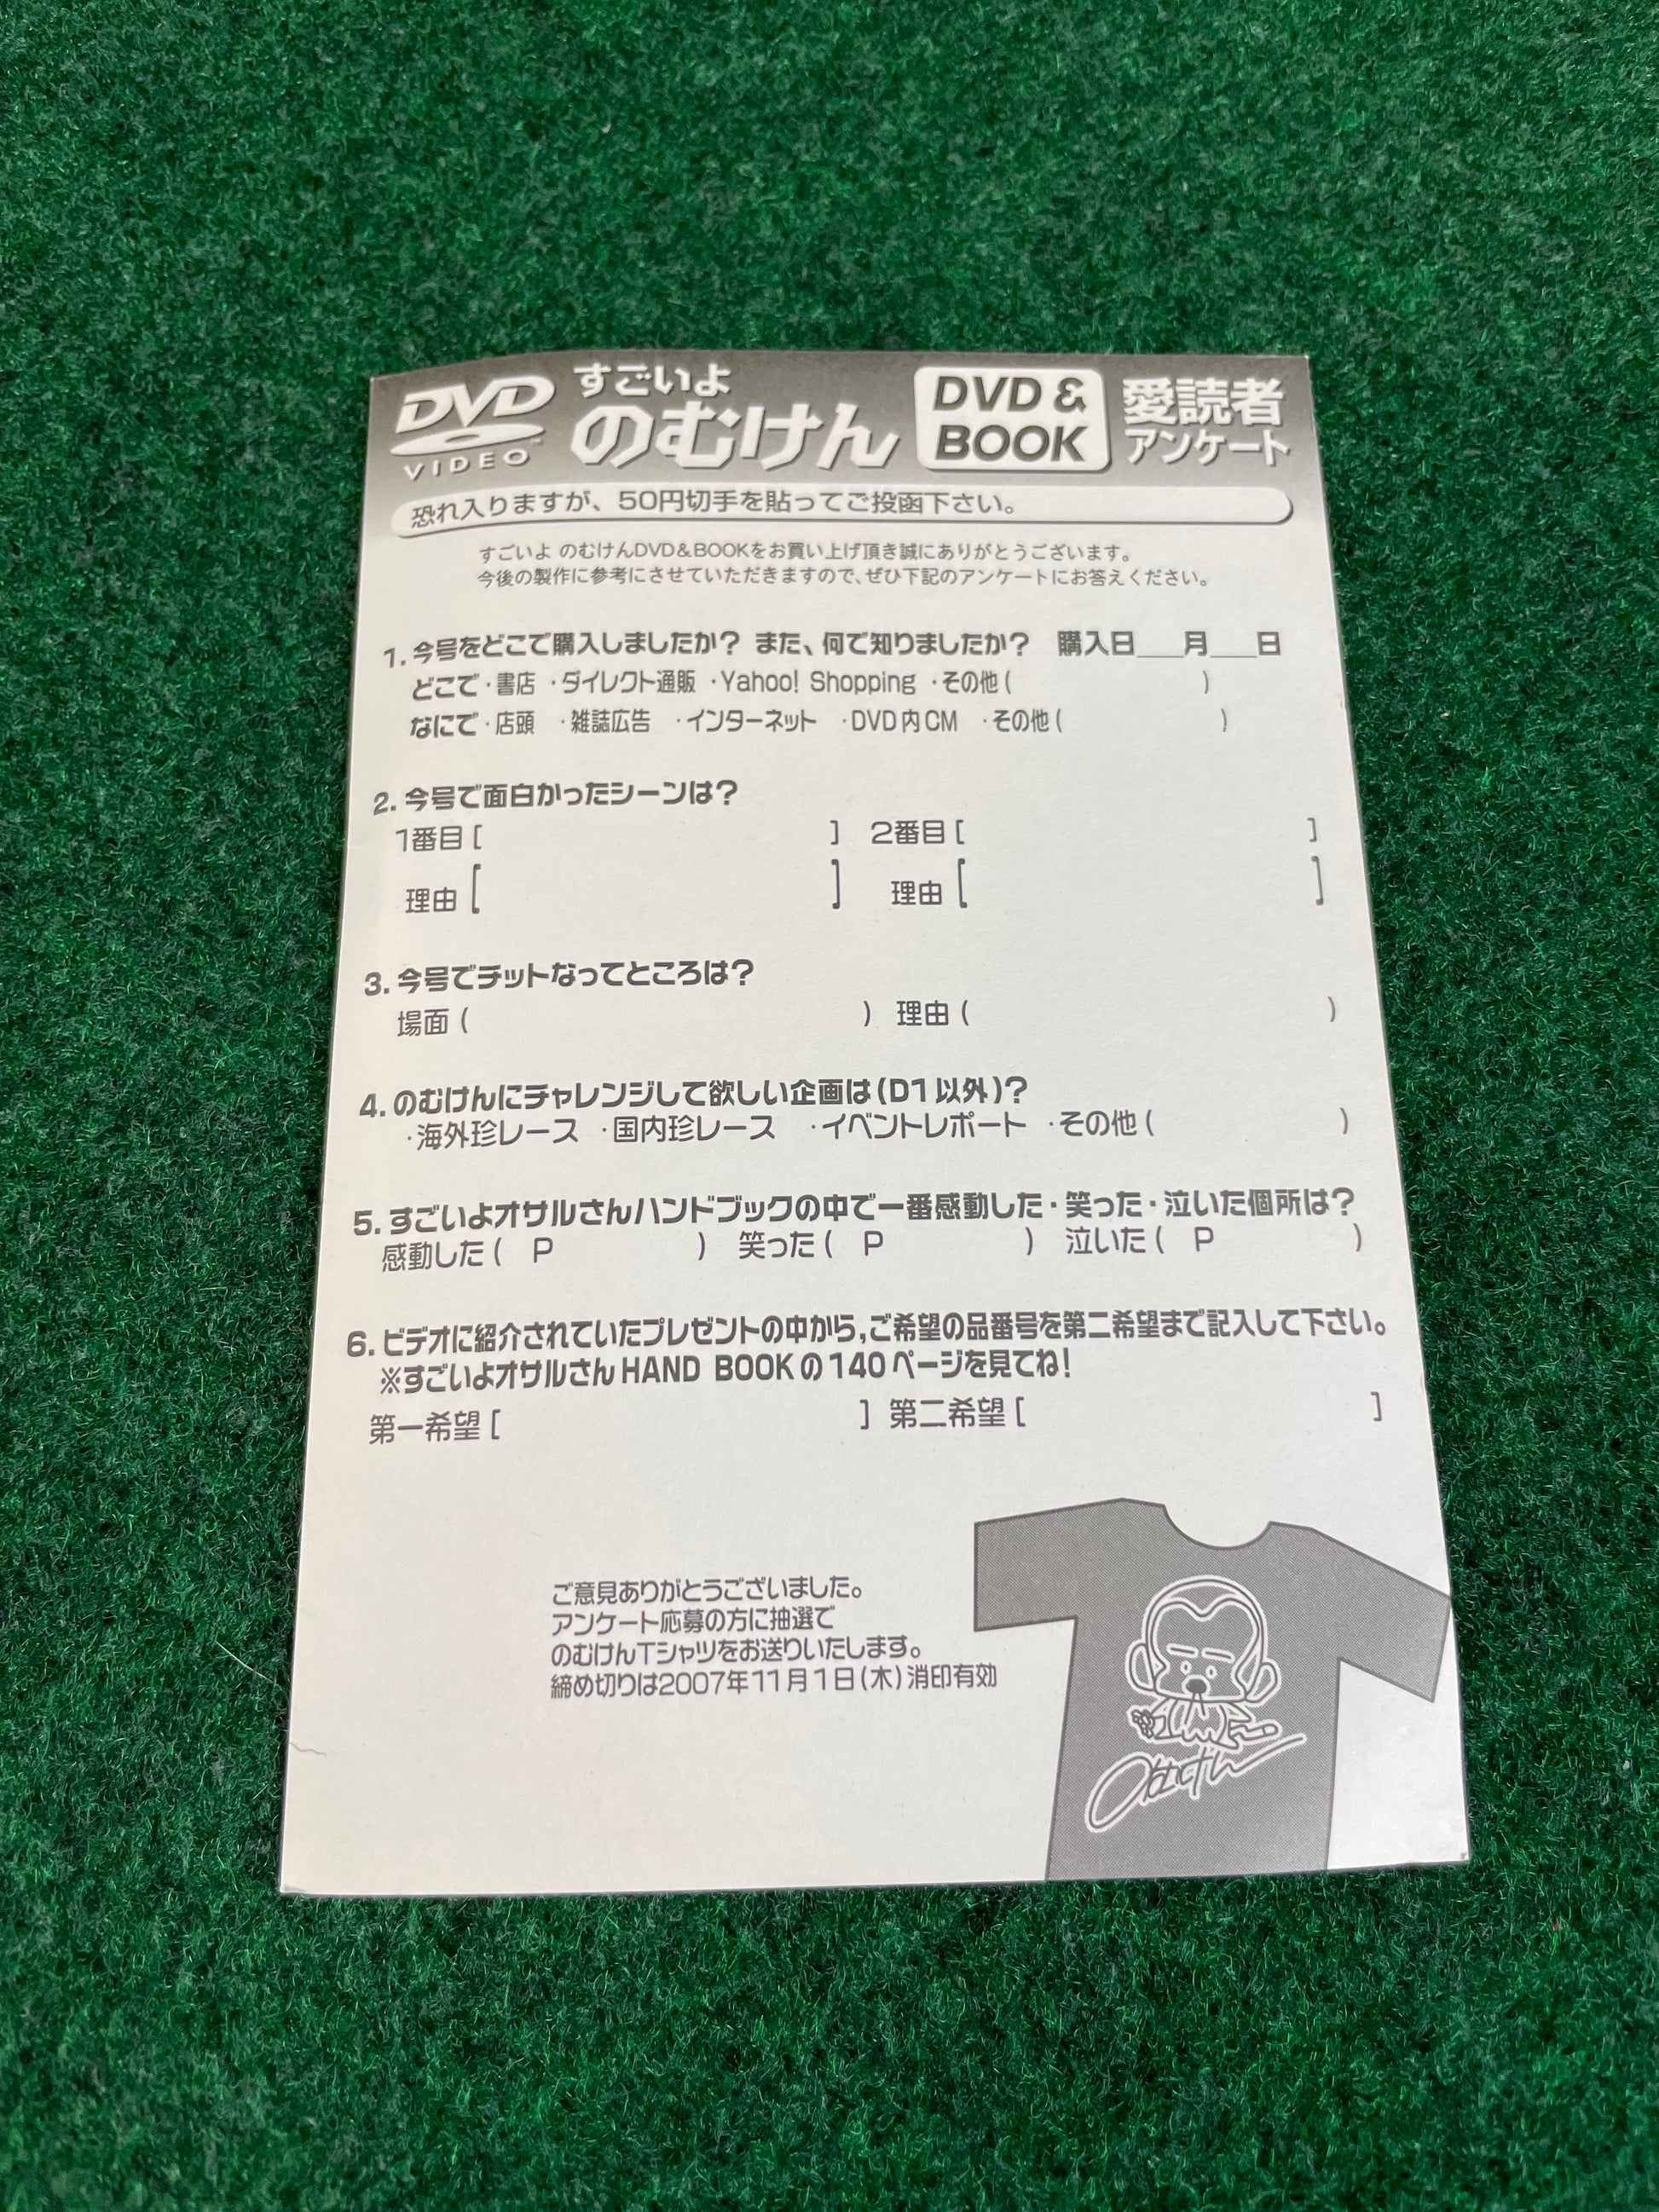 DVD VIDEO すごいよ のむけん DVD & BOOK 愛読者アンケート
恐れ入りますが、50円切手を貼ってご投函下さい。
すごいよ のむけんDVD&BOOKをお買い上げ頂き誠にありがとうございます。
今後の製作に参考にさせていただきますので、ぜひ下記のアンケートにお答えください。
1. 今号をどこで購入しましたか? また、何で知りましたか? 購入日___月___日
どこで ・書店 ・ダイレクト通販 ・Yahoo! Shopping ・その他 ( )
なにで ・店頭 ・雑誌広告 ・インターネット ・DVD内CM ・その他 ( )
2. 今号で面白かったシーンは?
1番目 [ ] 2番目 [ ]
理由 [ ] 理由 [ ]
3. 今号でチットなってところは?
場面 ( ) 理由 ( )
4. のむけんにチャレンジして欲しい企画は (D1以外) ?
・海外珍レース ・国内珍レース ・イベントレポート ・その他 ( )
5. すごいよオサルさんハンドブックの中で一番感動した・笑った・泣いた個所は?
感動した ( P ) 笑った ( P ) 泣いた ( P )
6. ビデオに紹介されていたプレゼントの中から,ご希望の品番号を第二希望まで記入して下さい。
※すごいよオサルさんHAND BOOKの140ページを見てね!
第一希望 [ ] 第二希望 [ ]
ご意見ありがとうございました。
アンケート応募の方に抽選で
のむけんTシャツをお送りいたします。
締め切りは2007年11月1日(木)消印有効
のむけん